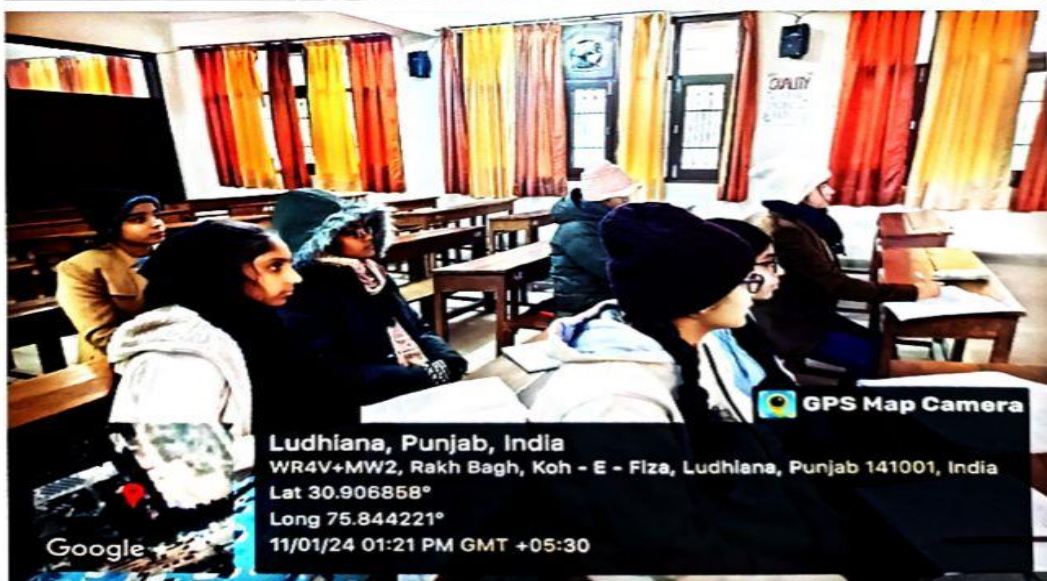 QUALITY
GPS Map Camera
Ludhiana, Punjab, India
WR4V+MW2, Rakh Bagh, Koh - E - Fiza, Ludhiana, Punjab 141001, India
Lat 30.906858°
Long 75.844221°
11/01/24 01:21 PM GMT +05:30
Google